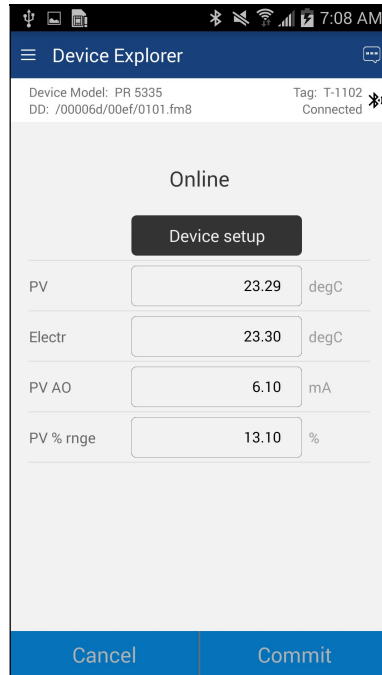 7:08 AM
Device Explorer
Device Model: PR 5335
Tag: T-1102
DD: /00006d/00ef/0101.fm8
Connected
Online
Device setup
PV 23.29 degC
Electr 23.30 degC
PV AO 6.10 mA
PV % rnge 13.10 %
Cancel Commit